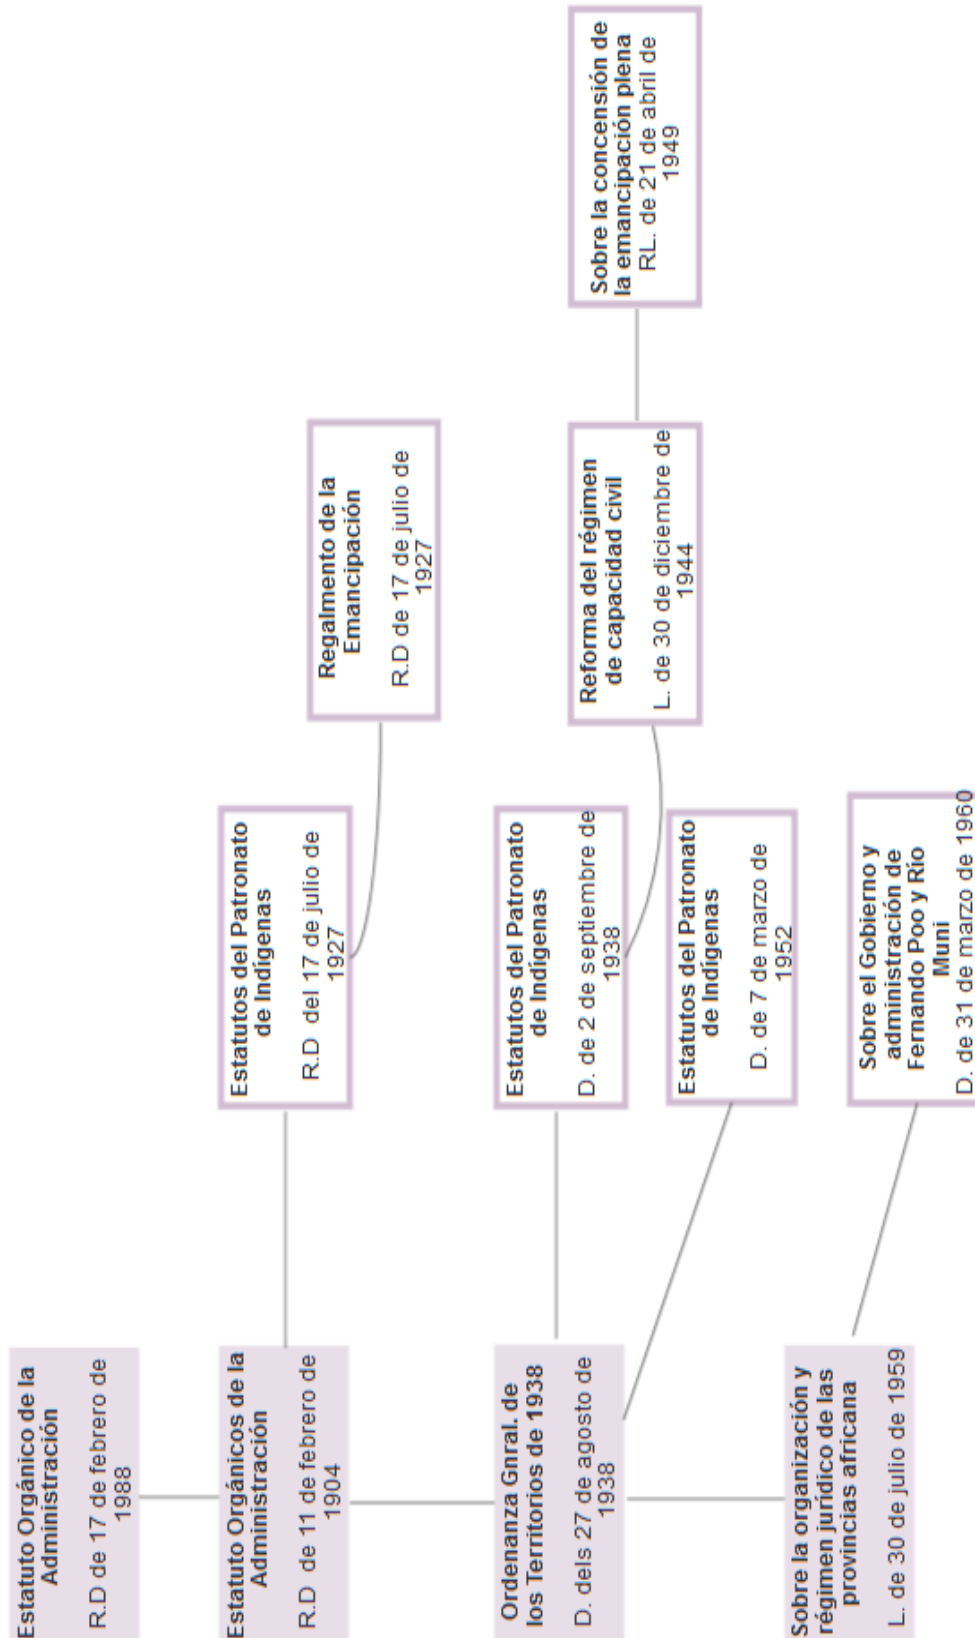 Estatuto Orgánico de la
Administración
R.D de 17 de febrero de
1988
Estatuto Orgánicos de la
Administración
R.D de 11 de febrero de
1904
Estatutos del Patronato
de Indígenas
R.D del 17 de julio de
1927
Regalmento de la
Emancipación
R.D de 17 de julio de
1927
Ordenanza Gnral. de
los Territorios de 1938
D. dels 27 de agosto de
1938
Estatutos del Patronato
de Indígenas
D. de 2 de septiembre de
1938
Reforma del régimen
de capacidad civil
L. de 30 de diciembre de
1944
Sobre la concensión de
la emancipación plena
RL. de 21 de abril de
1949
Estatutos del Patronato
de Indígenas
D. de 7 de marzo de
1952
Sobre la organización y
régimen jurídico de las
provincias africana
L. de 30 de julio de 1959
Sobre el Gobierno y
administración de
Fernando Poo y Río
Muni
D. de 31 de marzo de 1960